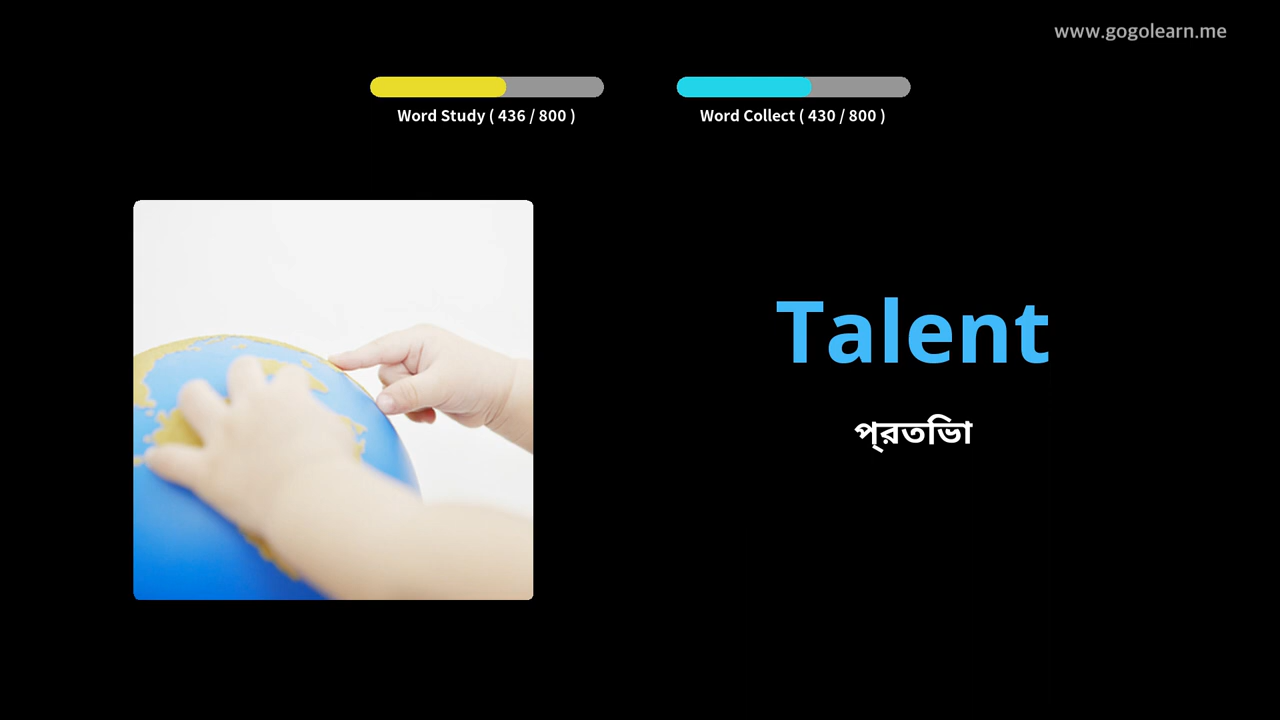 www.gogolearn.me
Word Study ( 436 / 800 )
Word Collect ( 430 / 800 )
Talent
প্রতিভা